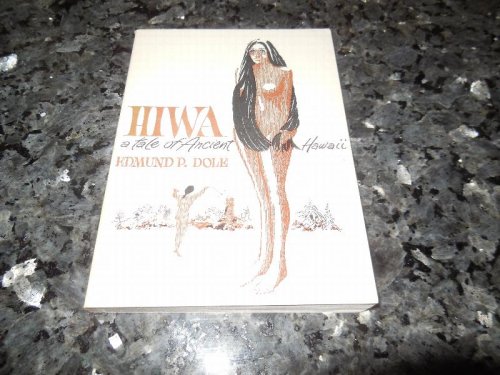 HIWA
a tale of Ancient Hawaii
EDMUND P. DOLE